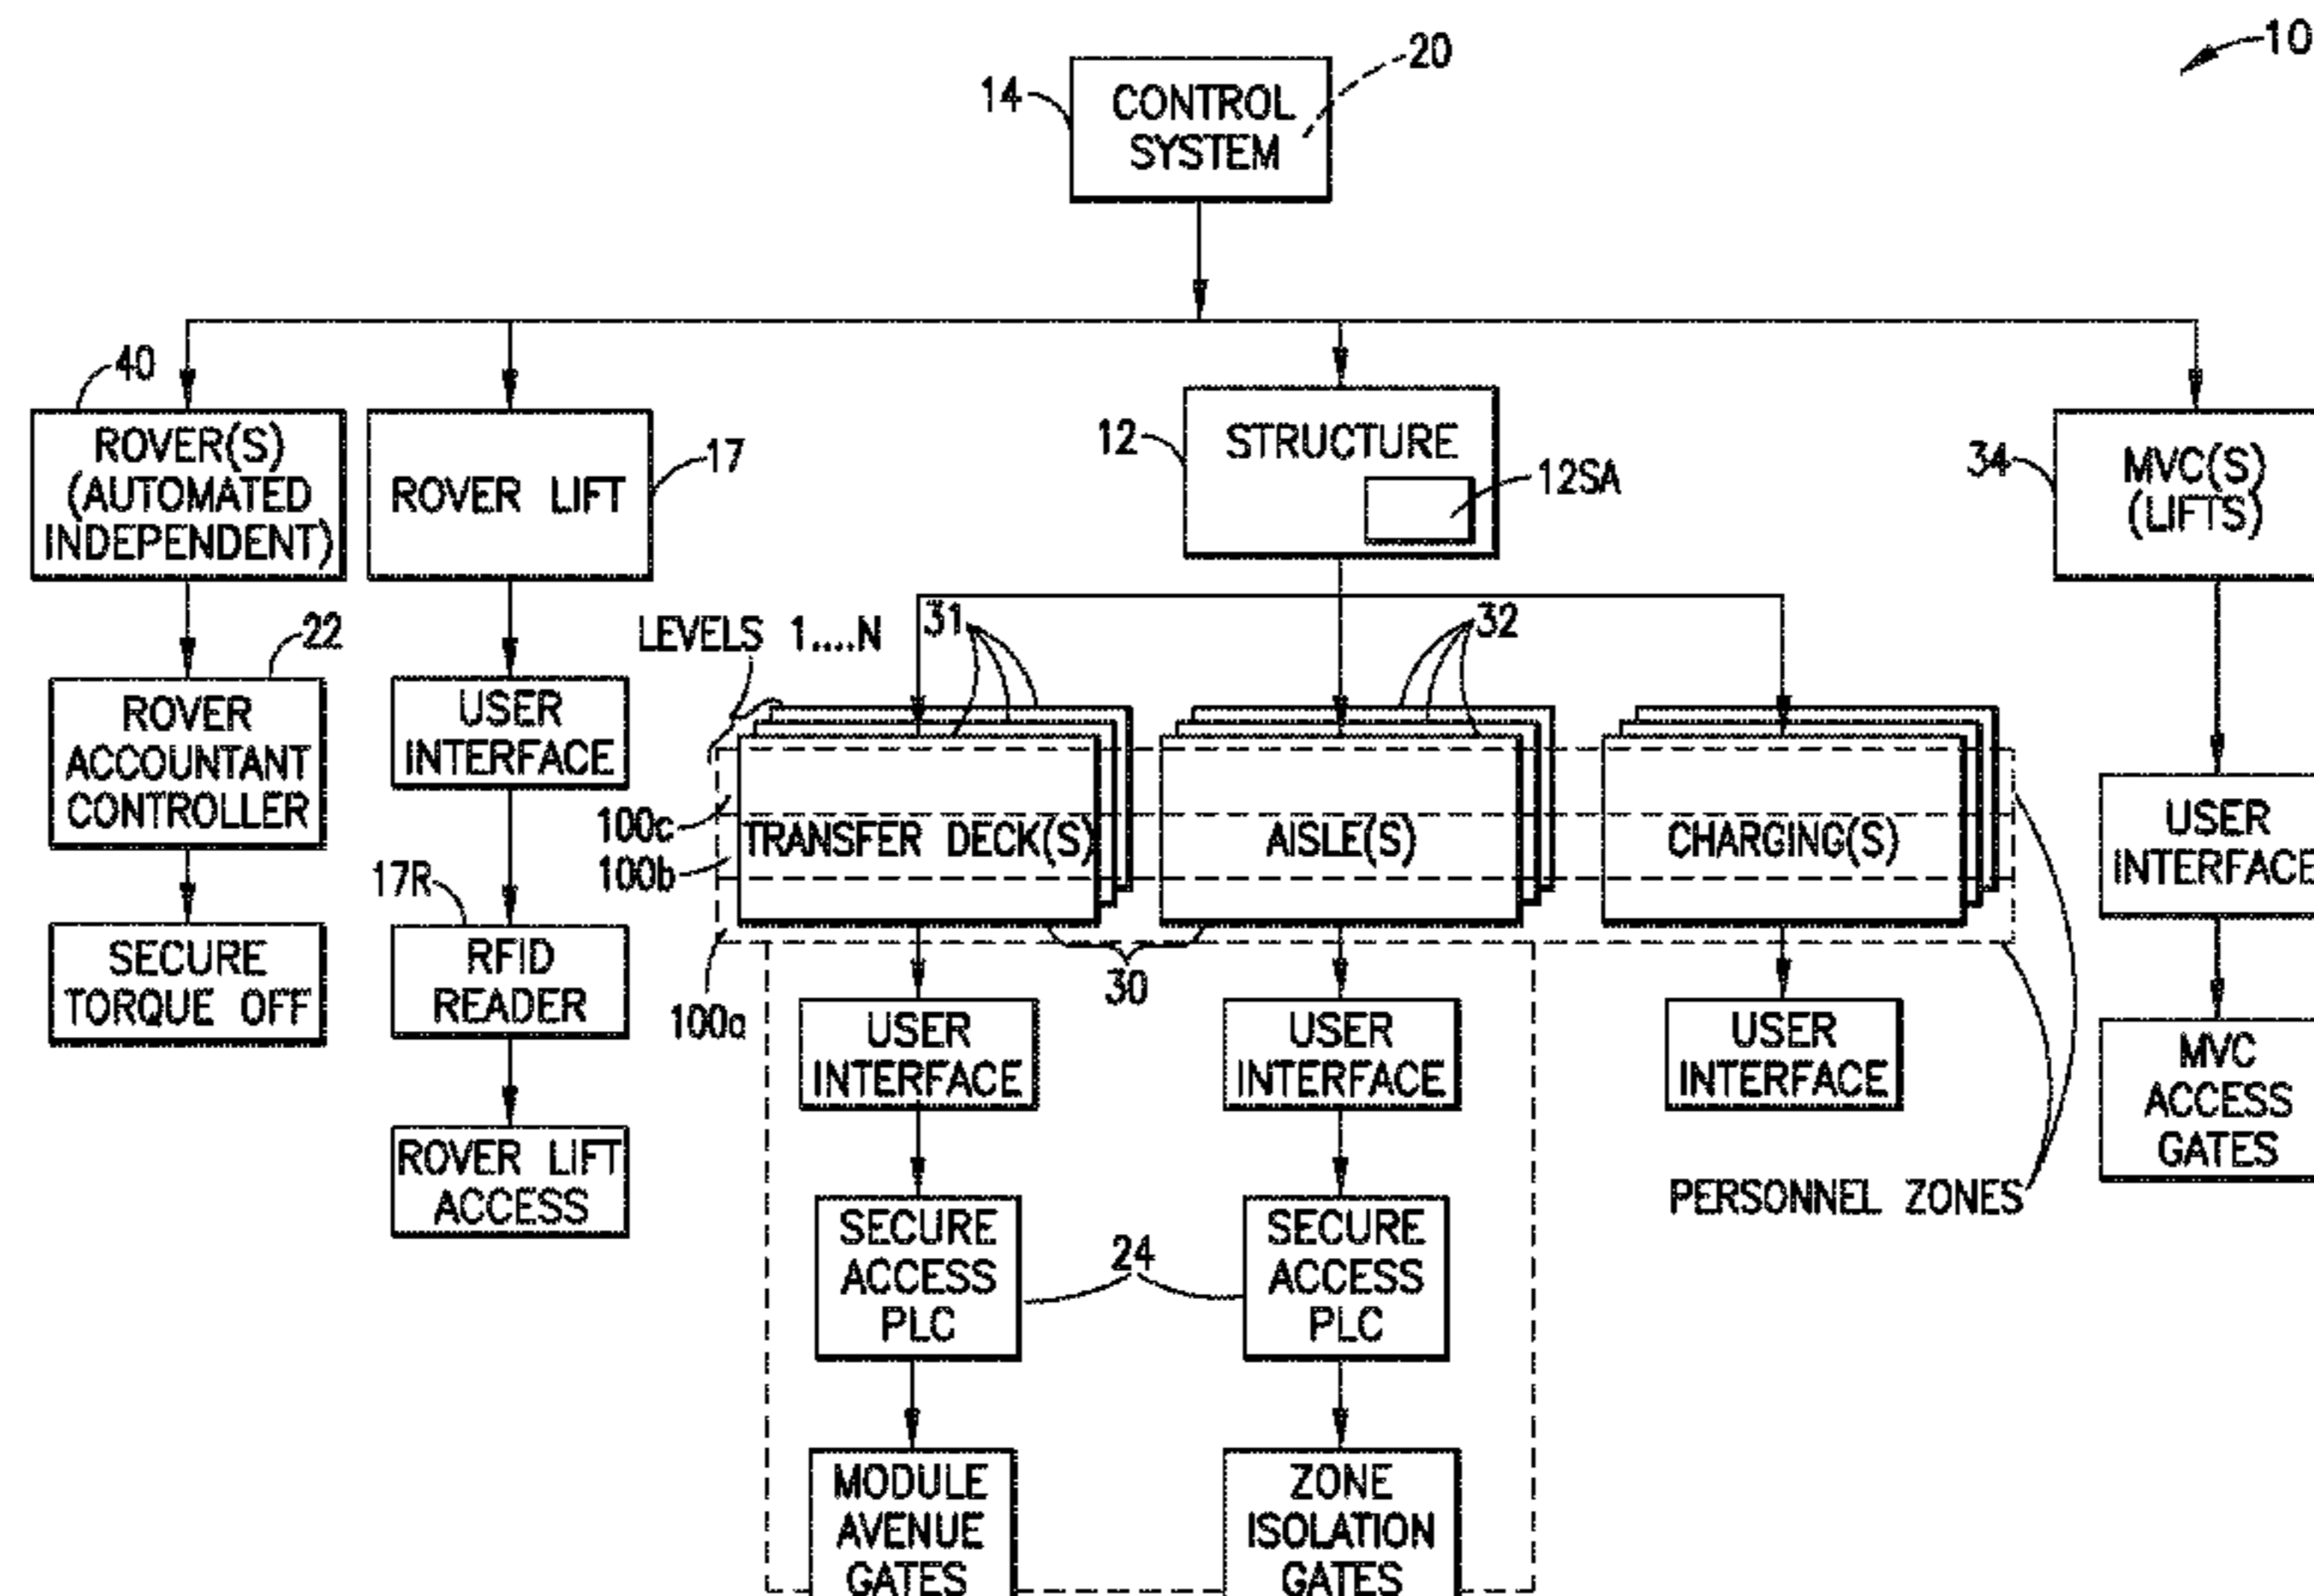 10
20
14
CONTROL
SYSTEM
40
ROVER(S)
(AUTOMATED
INDEPENDENT)
ROVER LIFT
17
12
STRUCTURE
12SA
34
MVC(S)
(LIFTS)
22
ROVER
ACCOUNTANT
CONTROLLER
SECURE
TORQUE OFF
USER
INTERFACE
17R
RFID
READER
ROVER LIFT
ACCESS
LEVELS 1....N
31
32
100c
100b
100a
TRANSFER DECK(S)
AISLE(S)
CHARGING(S)
30
USER
INTERFACE
USER
INTERFACE
USER
INTERFACE
USER
INTERFACE
MVC
ACCESS
GATES
PERSONNEL ZONES
SECURE
ACCESS
PLC
24
SECURE
ACCESS
PLC
MODULE
AVENUE
GATES
ZONE
ISOLATION
GATES